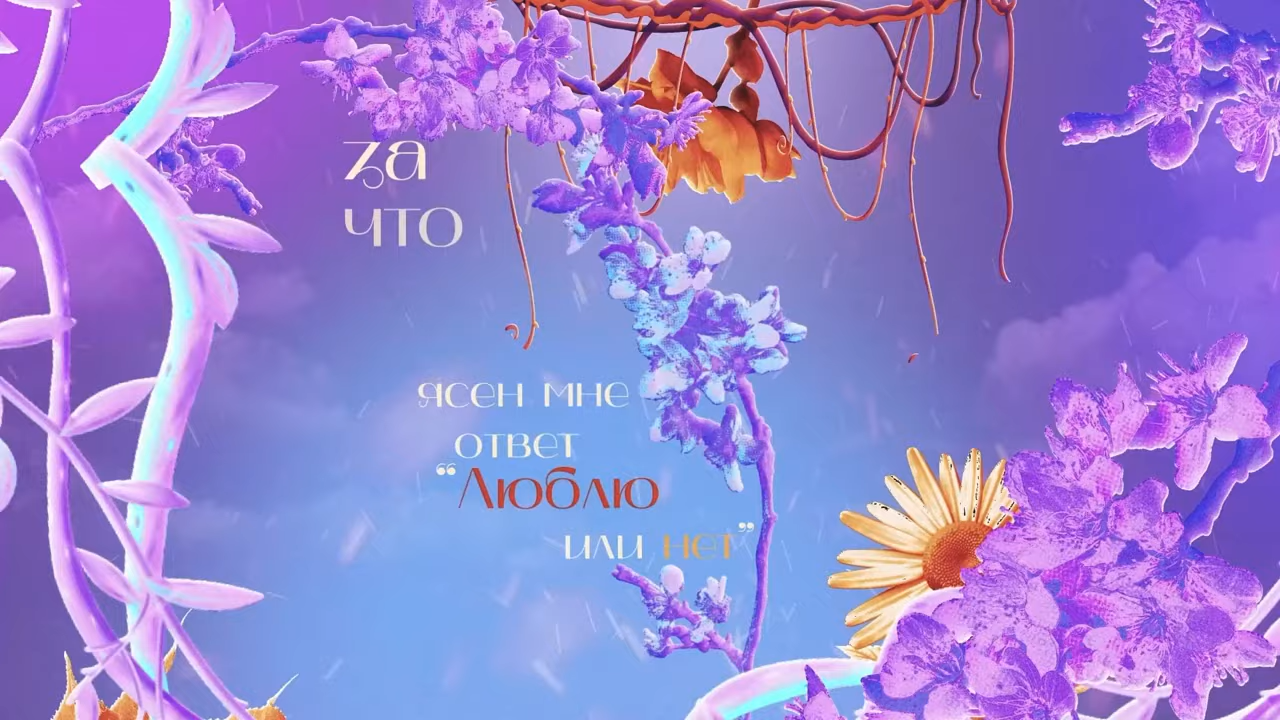 за
что
ясен мне
ответ
“Люблю
или нет”